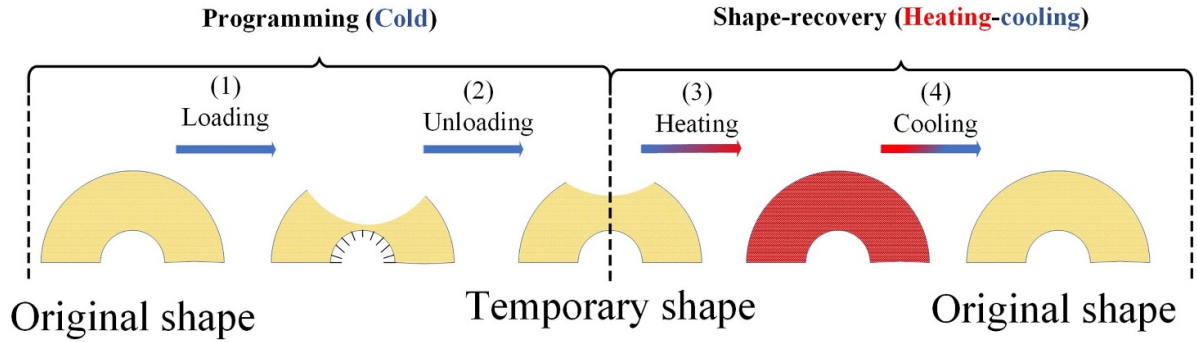 Programming (Cold)
Shape-recovery (Heating-cooling)
(1)
Loading
(2)
Unloading
(3)
Heating
(4)
Cooling
Original shape
Temporary shape
Original shape